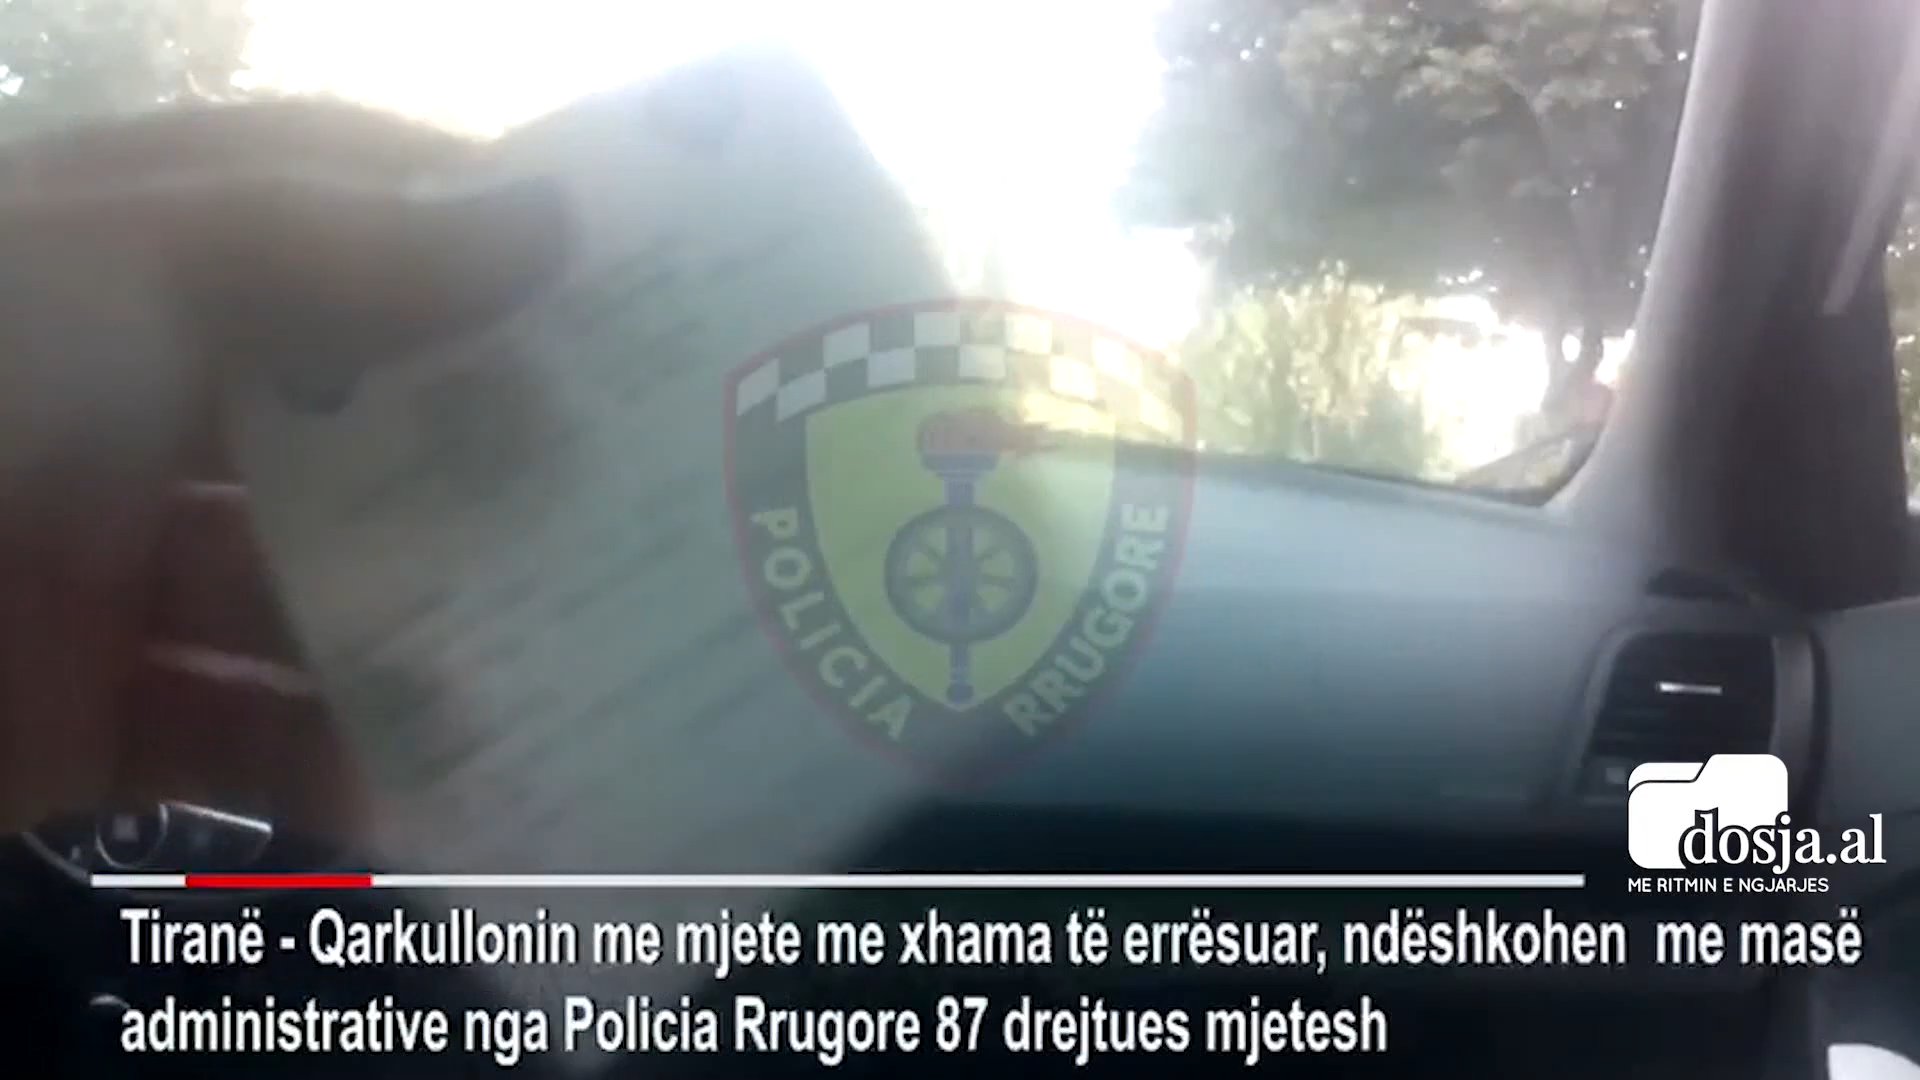 POLICIA RRUGORE
dosja.al
ME RITMIN E NGJARJES
Tiranë - Qarkullonin me mjete me xhama të errësuar, ndëshkohen me masë
administrative nga Policia Rrugore 87 drejtues mjetesh